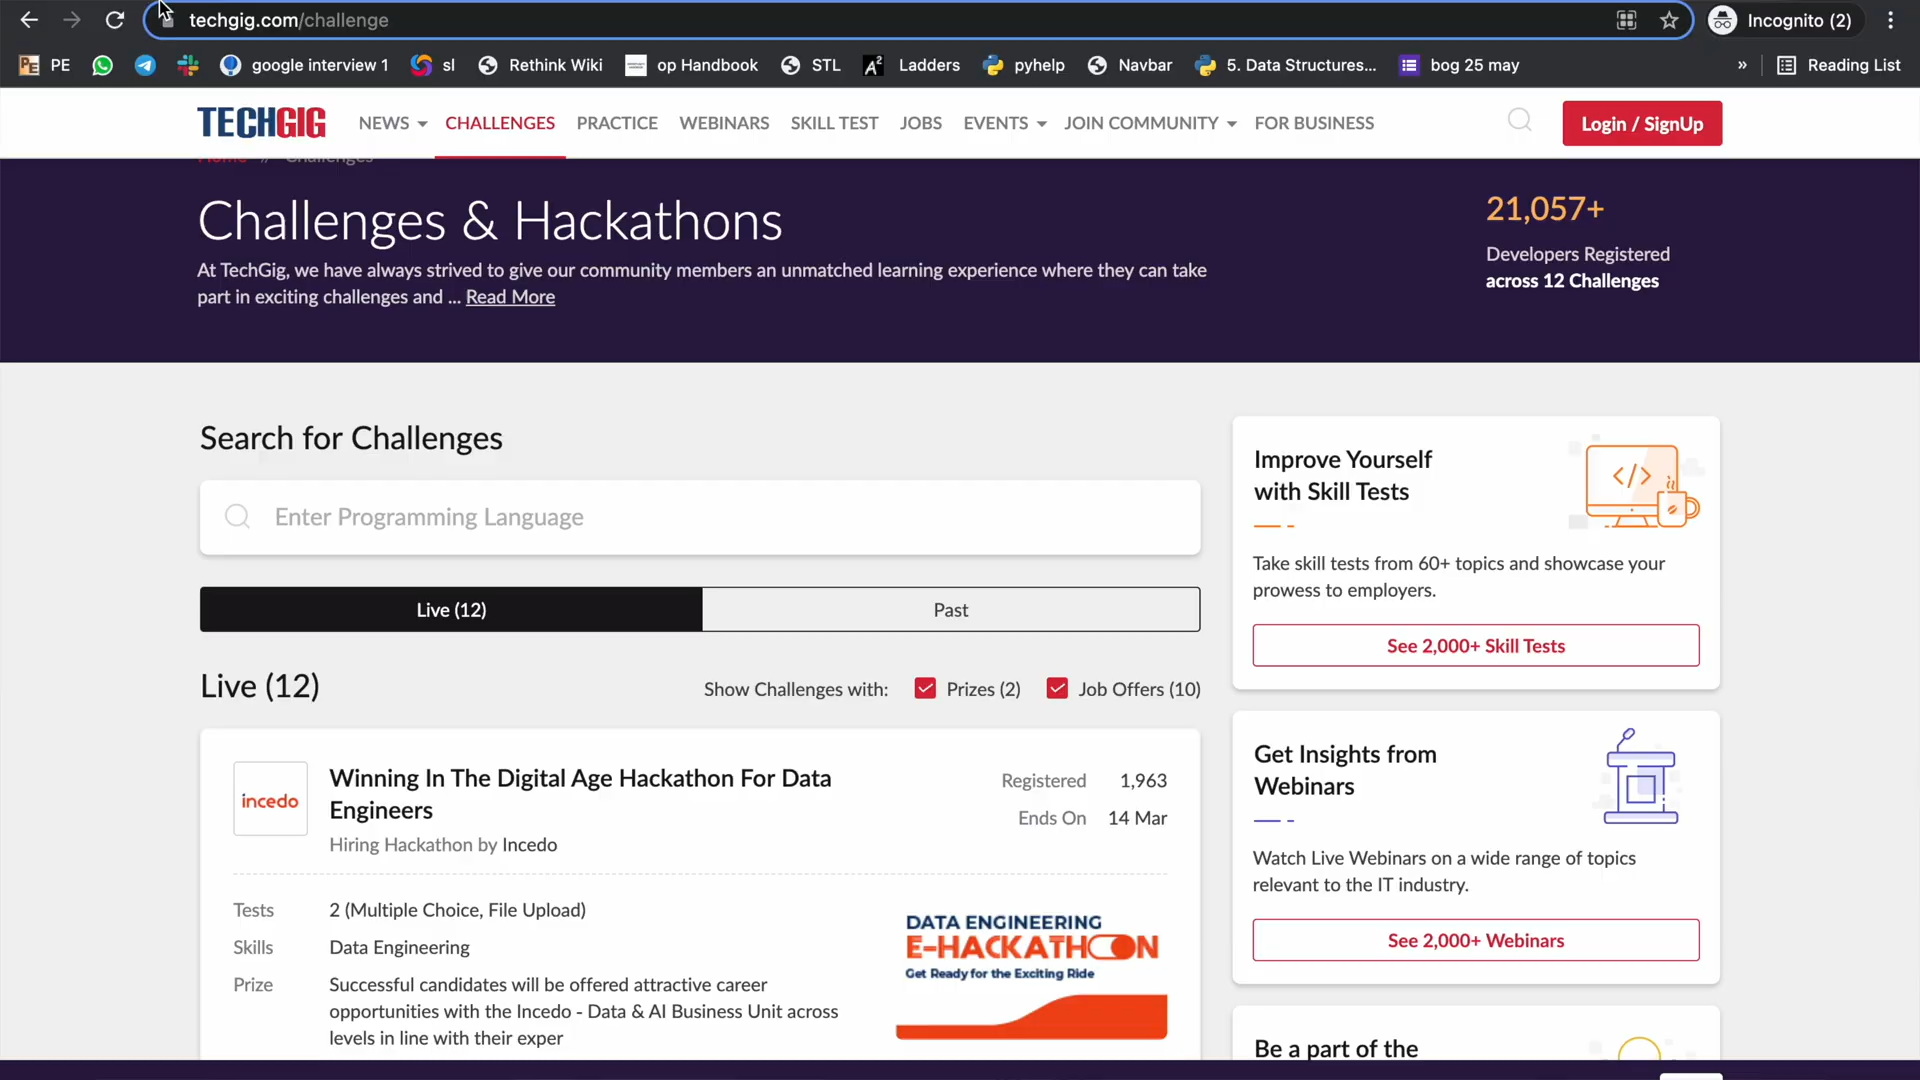 techgig.com/challenge
Incognito (2)
PE
google interview 1
sl
Rethink Wiki
op Handbook
STL
Ladders
pyhelp
Navbar
5. Data Structures...
bog 25 may
»
Reading List
TECHGIG
NEWS
CHALLENGES
PRACTICE
WEBINARS
SKILL TEST
JOBS
EVENTS
JOIN COMMUNITY
FOR BUSINESS
Login / SignUp
Home // Challenges
Challenges & Hackathons
At TechGig, we have always strived to give our community members an unmatched learning experience where they can take
part in exciting challenges and ... Read More
21,057+
Developers Registered
across 12 Challenges
Search for Challenges
Enter Programming Language
Live (12)
Past
Live (12)
Show Challenges with:
Prizes (2)
Job Offers (10)
incedo
Winning In The Digital Age Hackathon For Data
Engineers
Hiring Hackathon by Incedo
Registered 1,963
Ends On 14 Mar
Tests 2 (Multiple Choice, File Upload)
Skills Data Engineering
Prize Successful candidates will be offered attractive career
opportunities with the Incedo - Data & AI Business Unit across
levels in line with their exper
DATA ENGINEERING
E-HACKATHON
Get Ready for the Exciting Ride
Improve Yourself
with Skill Tests
</>
Take skill tests from 60+ topics and showcase your
prowess to employers.
See 2,000+ Skill Tests
Get Insights from
Webinars
Watch Live Webinars on a wide range of topics
relevant to the IT industry.
See 2,000+ Webinars
Be a part of the